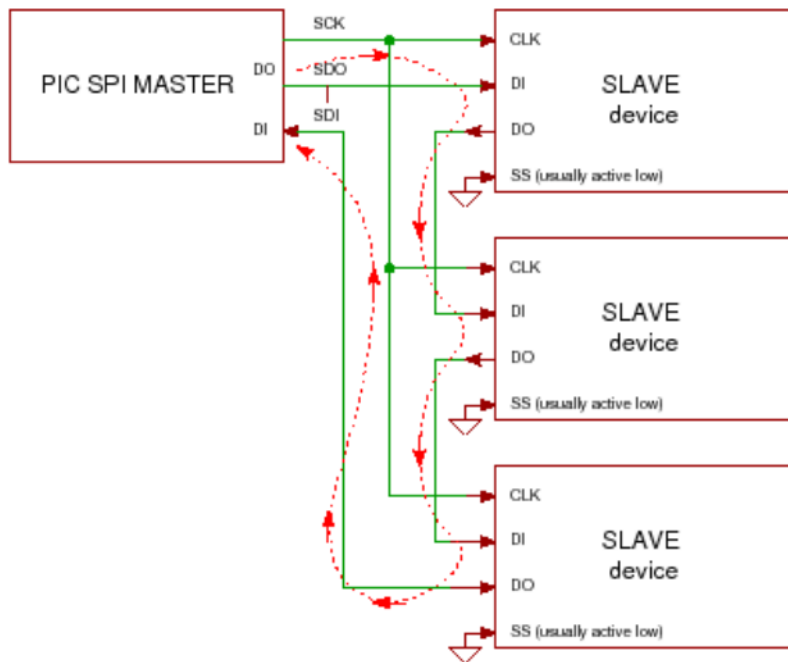 SCK
PIC SPI MASTER
DO
SDO
SDI
DI
CLK
DI
SLAVE
device
DO
SS (usually active low)
CLK
DI
SLAVE
device
DO
SS (usually active low)
CLK
DI
SLAVE
device
DO
SS (usually active low)